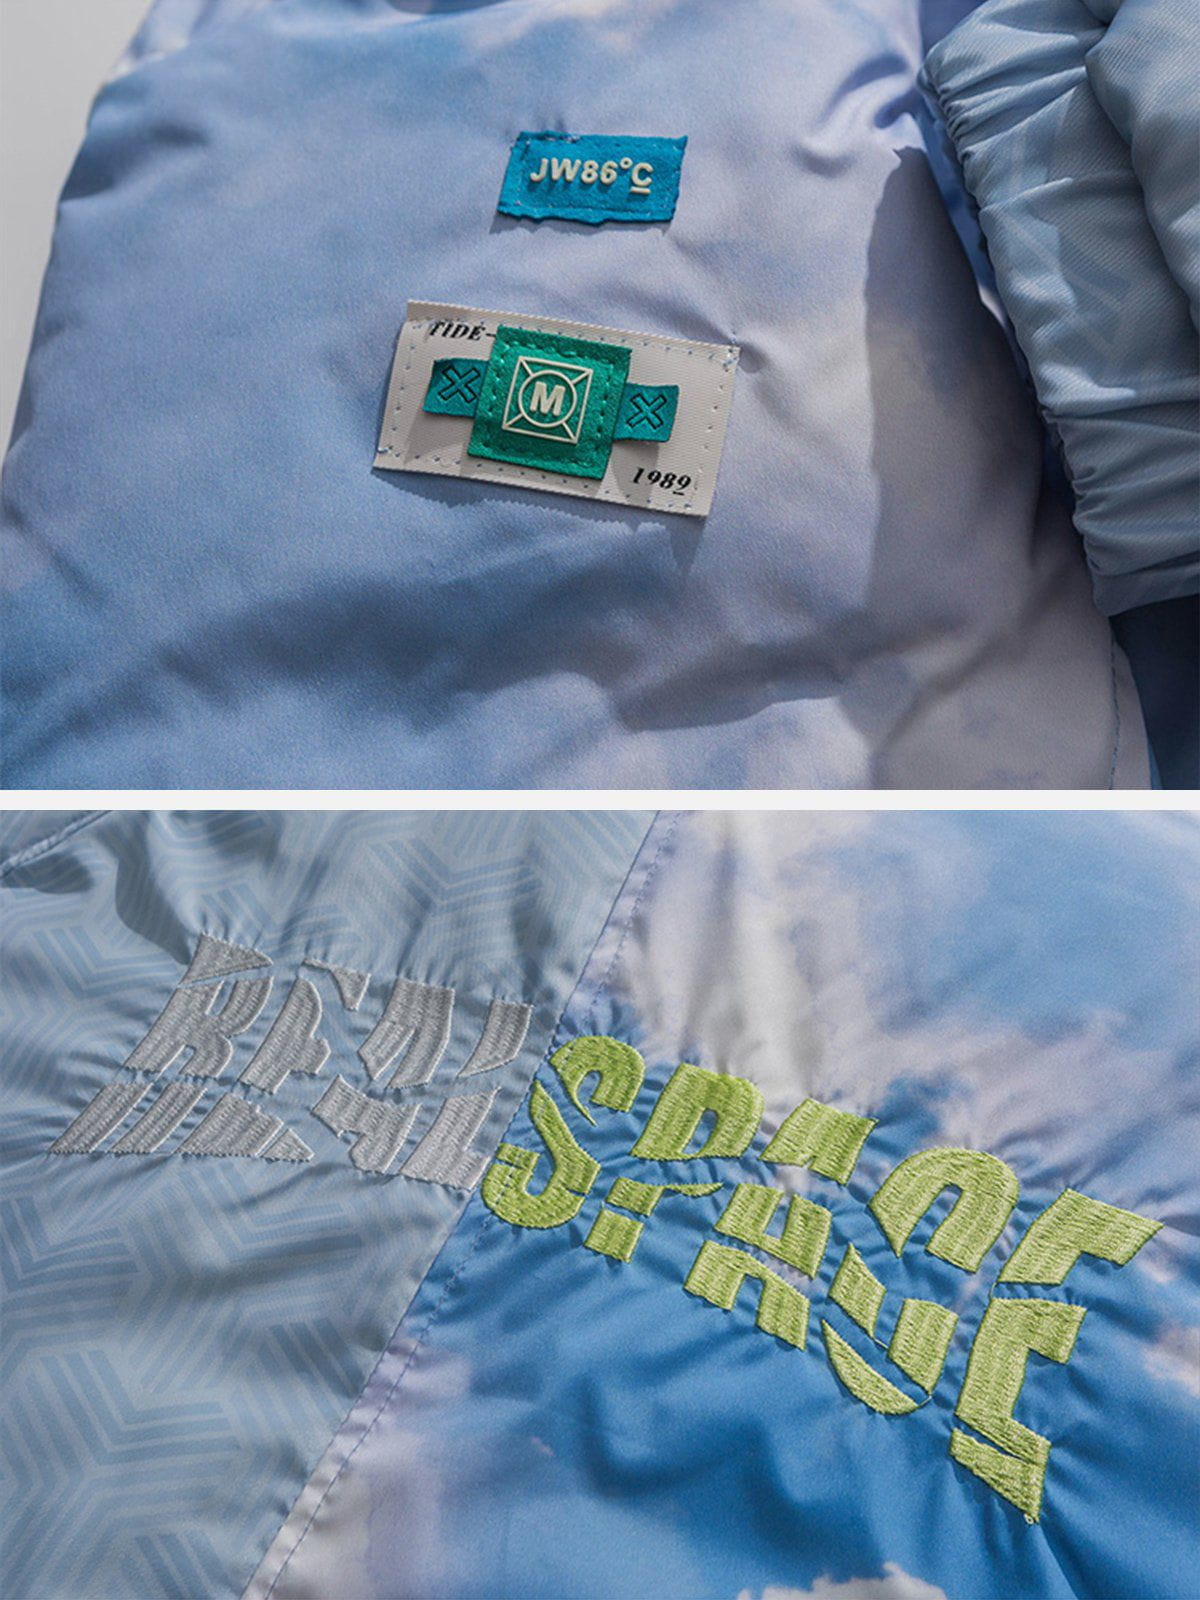 JW86°C
TIDE-
M
1989
REAL
SPACE